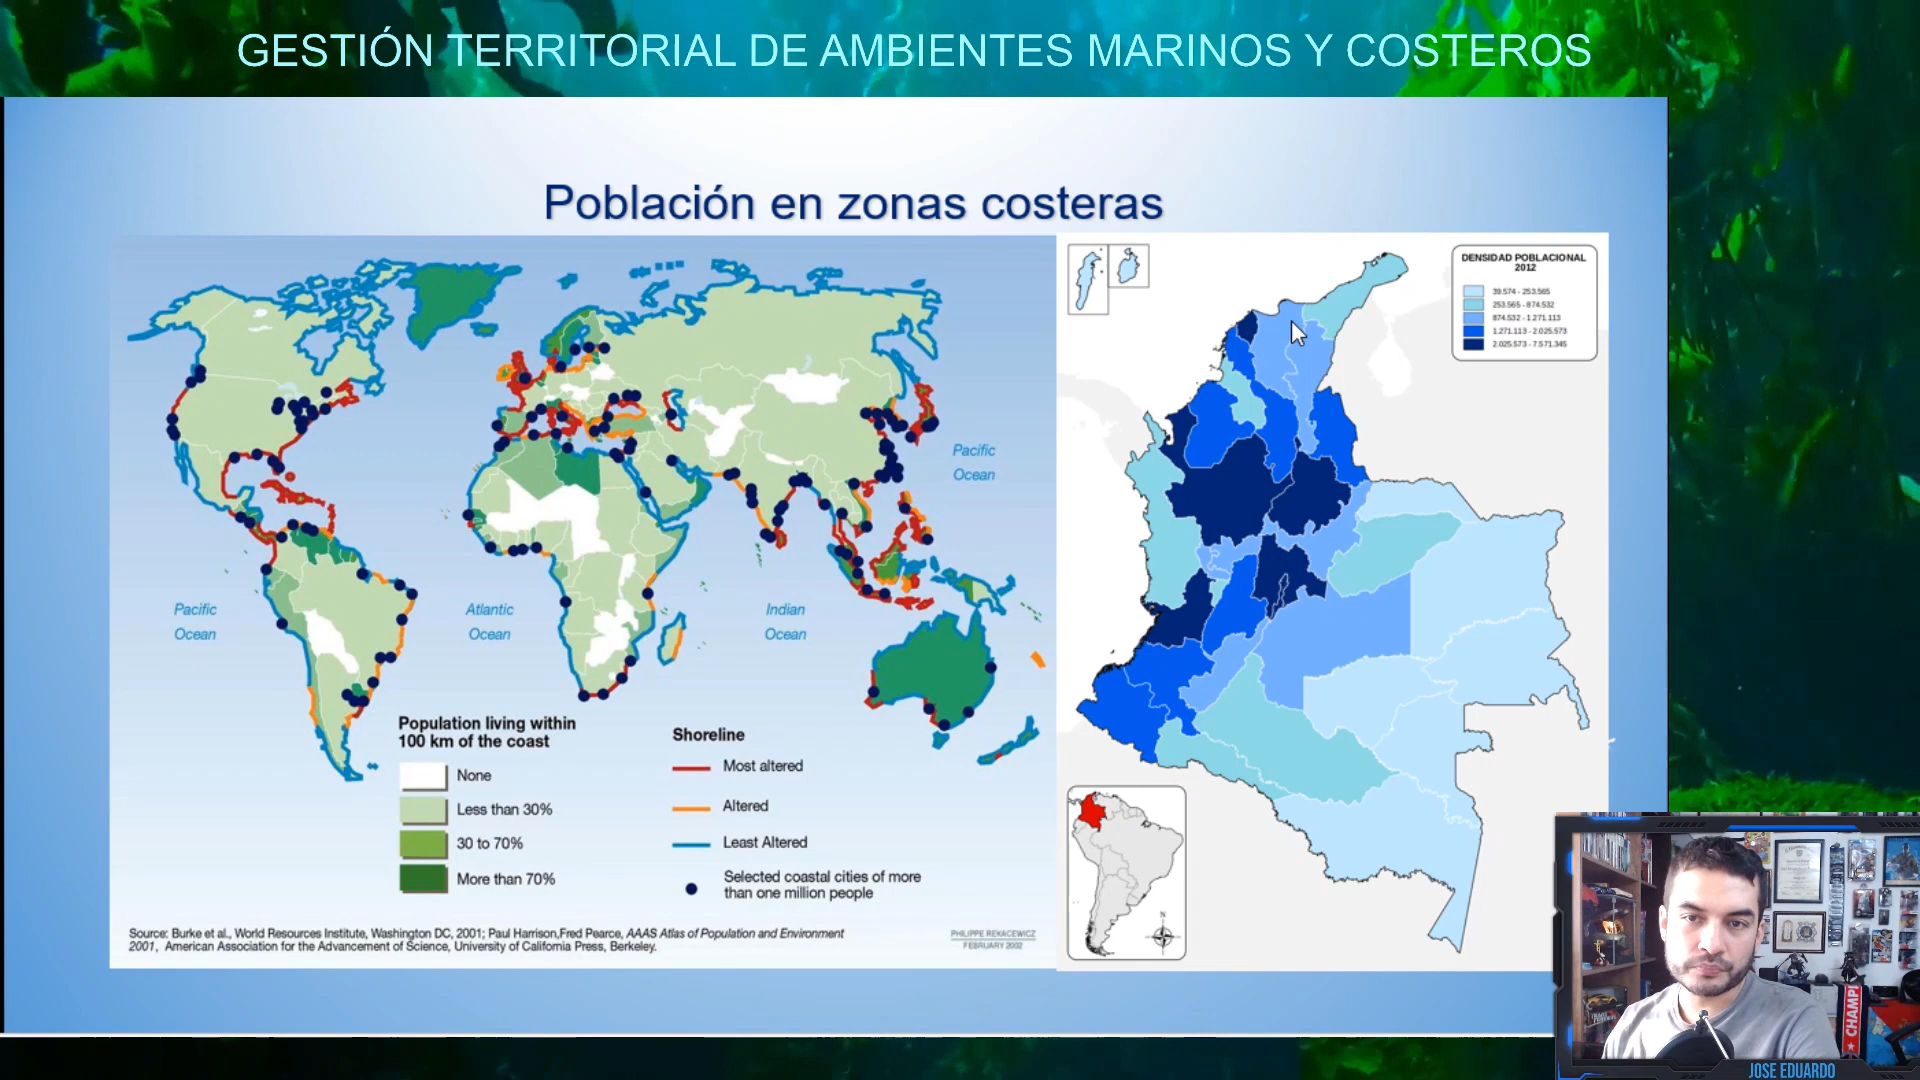 GESTIÓN TERRITORIAL DE AMBIENTES MARINOS Y COSTEROS
Población en zonas costeras
Pacific
Ocean
Pacific
Ocean
Atlantic
Ocean
Indian
Ocean
Population living within
100 km of the coast
None
Less than 30%
30 to 70%
More than 70%
Shoreline
Most altered
Altered
Least Altered
Selected coastal cities of more
than one million people
Source: Burke et al., World Resources Institute, Washington DC, 2001; Paul Harrison,Fred Pearce, AAAS Atlas of Population and Environment
2001, American Association for the Advancement of Science, University of California Press, Berkeley.
PHILIPPE REKACEWICZ
FEBRUARY 2002
DENSIDAD POBLACIONAL
2012
39.574 - 253.565
253.565 - 874.532
874.532 - 1.271.113
1.271.113 - 2.025.573
2.025.573 - 7.571.345
N
CHAMPI
JOSE EDUARDO